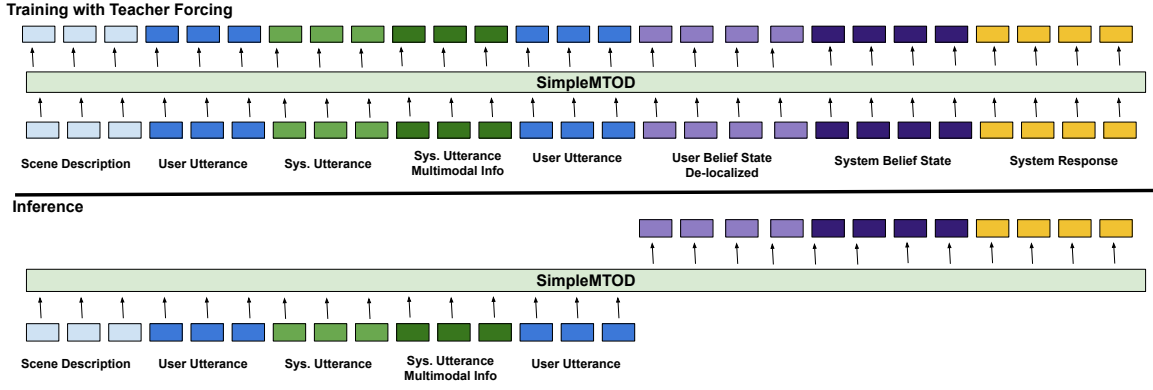 Training with Teacher Forcing
SimpleMTOD
Scene Description
User Utterance
Sys. Utterance
Sys. Utterance
Multimodal Info
User Utterance
User Belief State
De-localized
System Belief State
System Response
Inference
SimpleMTOD
Scene Description
User Utterance
Sys. Utterance
Sys. Utterance
Multimodal Info
User Utterance